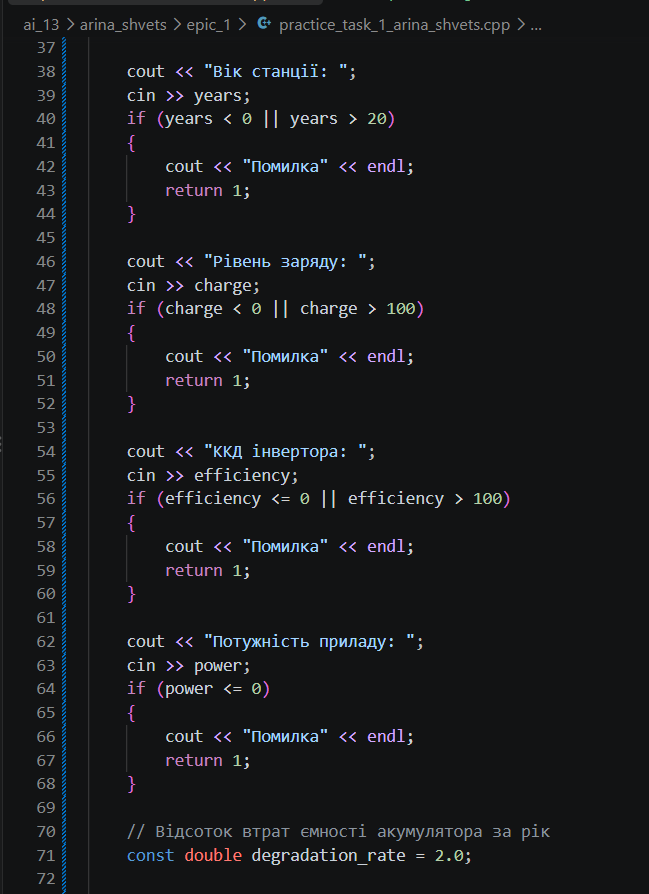 ai_13 > arina_shvets > epic_1 > practice_task_1_arina_shvets.cpp > ...
37
38 cout << "Вік станції: ";
39 cin >> years;
40 if (years < 0 || years > 20)
41 {
42 cout << "Помилка" << endl;
43 return 1;
44 }
45
46 cout << "Рівень заряду: ";
47 cin >> charge;
48 if (charge < 0 || charge > 100)
49 {
50 cout << "Помилка" << endl;
51 return 1;
52 }
53
54 cout << "ККД інвертора: ";
55 cin >> efficiency;
56 if (efficiency <= 0 || efficiency > 100)
57 {
58 cout << "Помилка" << endl;
59 return 1;
60 }
61
62 cout << "Потужність приладу: ";
63 cin >> power;
64 if (power <= 0)
65 {
66 cout << "Помилка" << endl;
67 return 1;
68 }
69
70 // Відсоток втрат ємності акумулятора за рік
71 const double degradation_rate = 2.0;
72